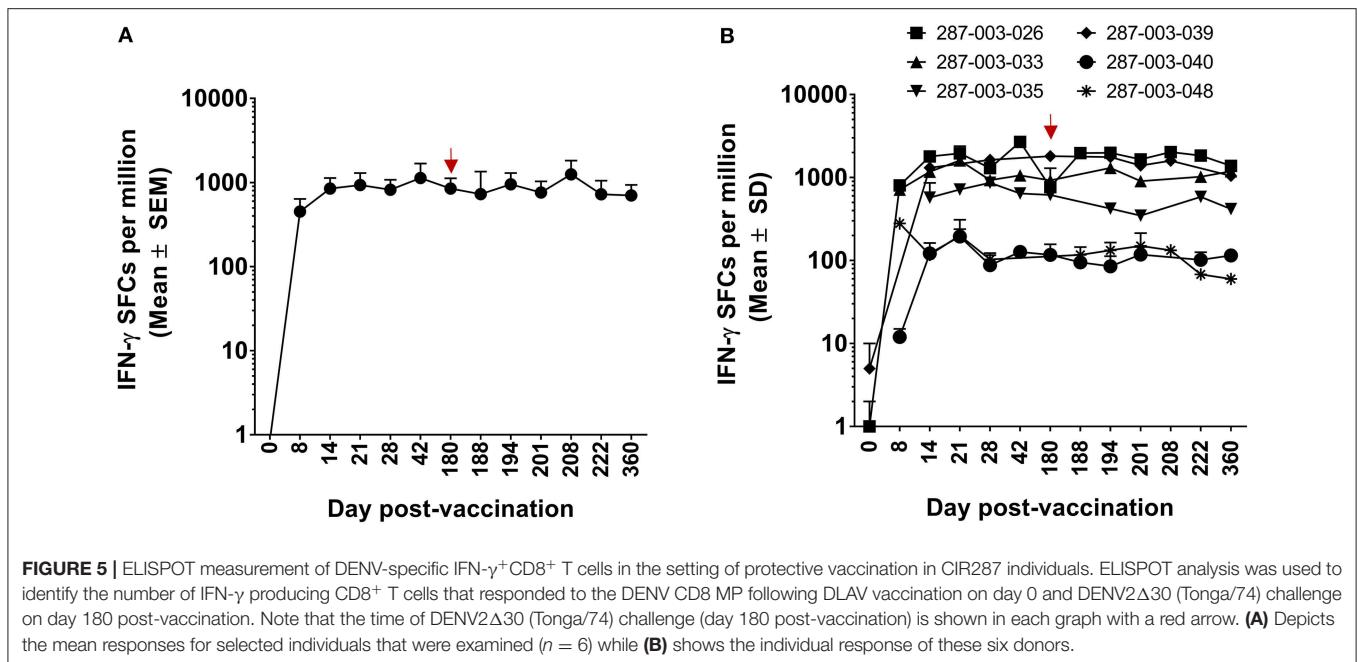 A
IFN-γ SFCs per million
(Mean ± SEM)
10000
1000
100
10
1
0 8 14 21 28 42 180 188 194 201 208 222 360
Day post-vaccination
B
287-003-026 287-003-039
287-003-033 287-003-040
287-003-035 287-003-048
IFN-γ SFCs per million
(Mean ± SD)
10000
1000
100
10
1
0 8 14 21 28 42 180 188 194 201 208 222 360
Day post-vaccination
FIGURE 5 | ELISPOT measurement of DENV-specific IFN-γ⁺CD8⁺ T cells in the setting of protective vaccination in CIR287 individuals. ELISPOT analysis was used to
identify the number of IFN-γ producing CD8⁺ T cells that responded to the DENV CD8 MP following DLAV vaccination on day 0 and DENV2Δ30 (Tonga/74) challenge
on day 180 post-vaccination. Note that the time of DENV2Δ30 (Tonga/74) challenge (day 180 post-vaccination) is shown in each graph with a red arrow. (A) Depicts
the mean responses for selected individuals that were examined (n = 6) while (B) shows the individual response of these six donors.